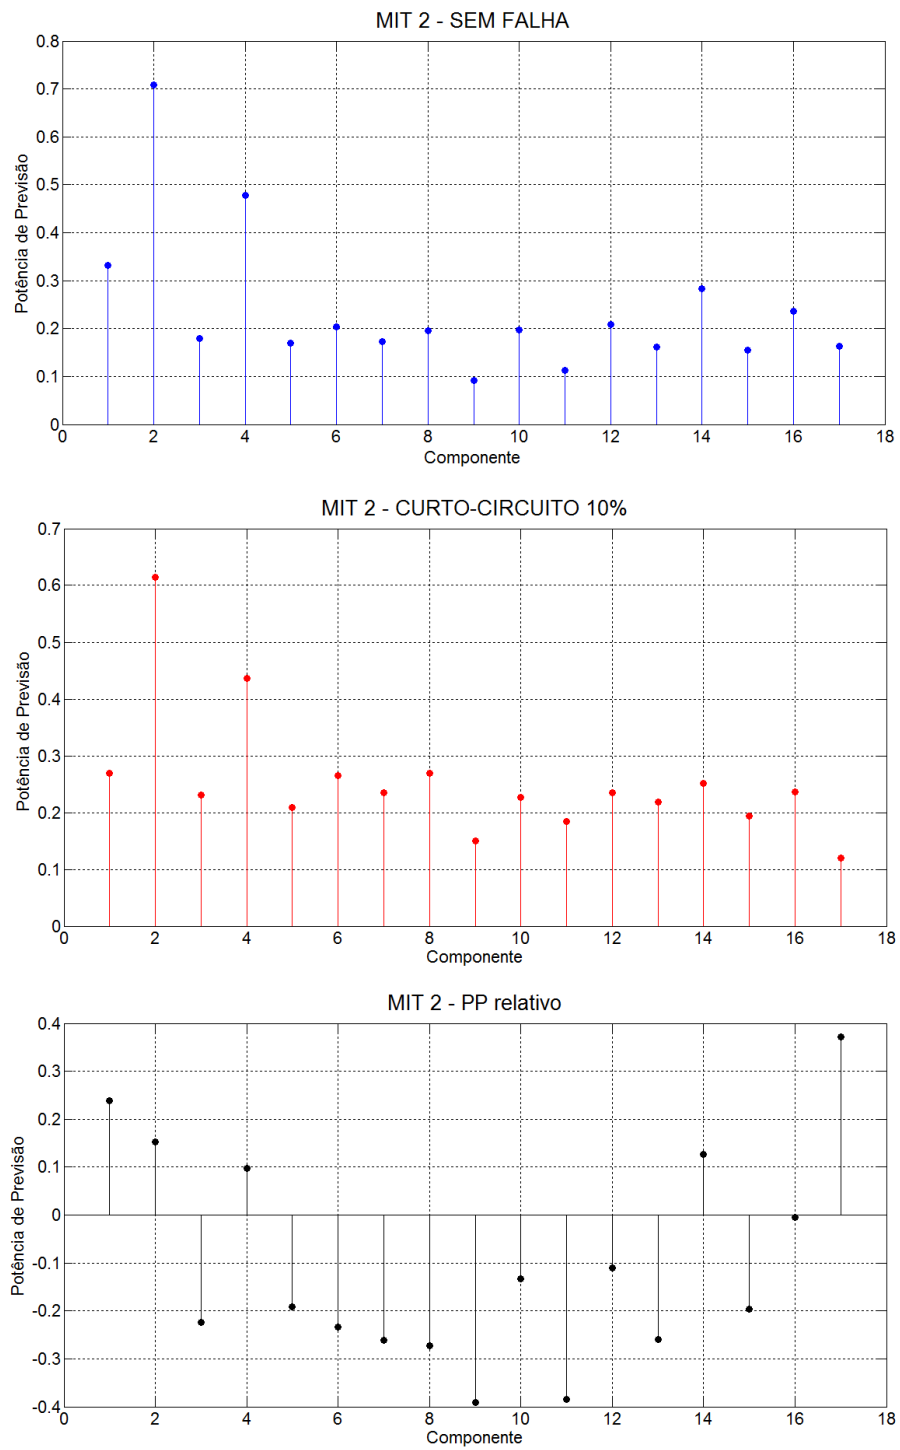 MIT 2 - SEM FALHA
0.8
0.7
0.6
0.5
0.4
0.3
0.2
0.1
0
Potência de Previsão
0 2 4 6 8 10 12 14 16 18
Componente
MIT 2 - CURTO-CIRCUITO 10%
0.7
0.6
0.5
0.4
0.3
0.2
0.1
0
Potência de Previsão
0 2 4 6 8 10 12 14 16 18
Componente
MIT 2 - PP relativo
0.4
0.3
0.2
0.1
0
-0.1
-0.2
-0.3
-0.4
Potência de Previsão
0 2 4 6 8 10 12 14 16 18
Componente